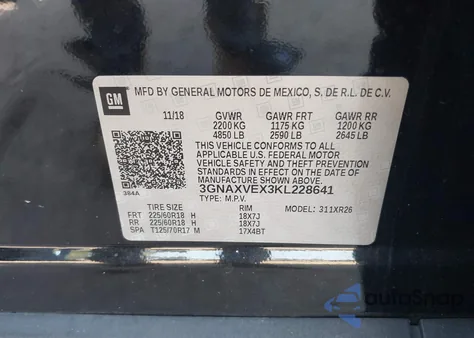 GM
MFD BY GENERAL MOTORS DE MEXICO, S. DE R.L. DE C.V.
11/18 GVWR GAWR FRT GAWR RR
2200 KG 1175 KG 1200 KG
4850 LB 2590 LB 2645 LB
THIS VEHICLE CONFORMS TO ALL
APPLICABLE U.S. FEDERAL MOTOR
VEHICLE SAFETY AND THEFT PREVENTION
STANDARDS IN EFFECT ON THE DATE OF
MANUFACTURE SHOWN ABOVE.
384A
3GNAXVEX3KL228641
TYPE: M.P.V. MODEL: 311XR26
TIRE SIZE RIM
FRT 225/60R18 H 18X7J
RR 225/60R18 H 18X7J
SPA T125/70R17 M 17X4BT
autoSnap